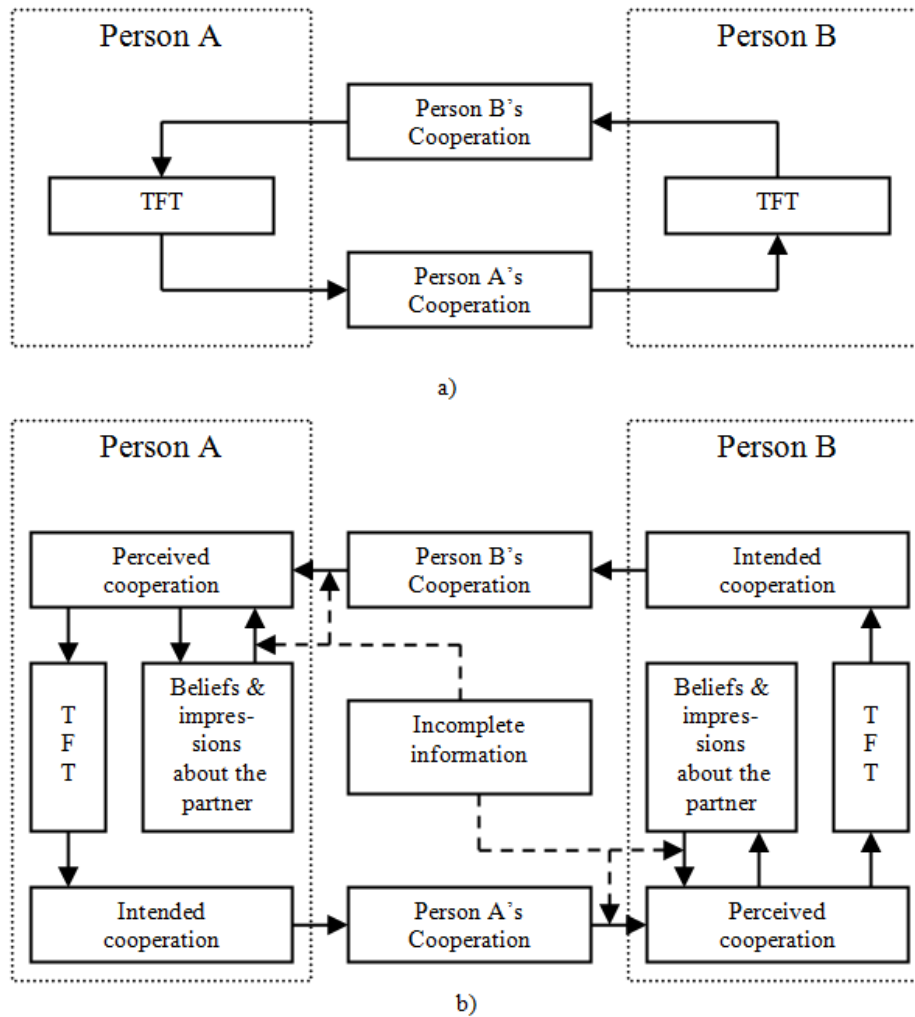 Person A
Person B
Person B’s
Cooperation
TFT
TFT
Person A’s
Cooperation
a)
Person A
Person B
Perceived
cooperation
Person B’s
Cooperation
Intended
cooperation
T
F
T
Beliefs &
impres-
sions
about the
partner
Incomplete
information
Beliefs &
impres-
sions
about the
partner
T
F
T
Intended
cooperation
Person A’s
Cooperation
Perceived
cooperation
b)